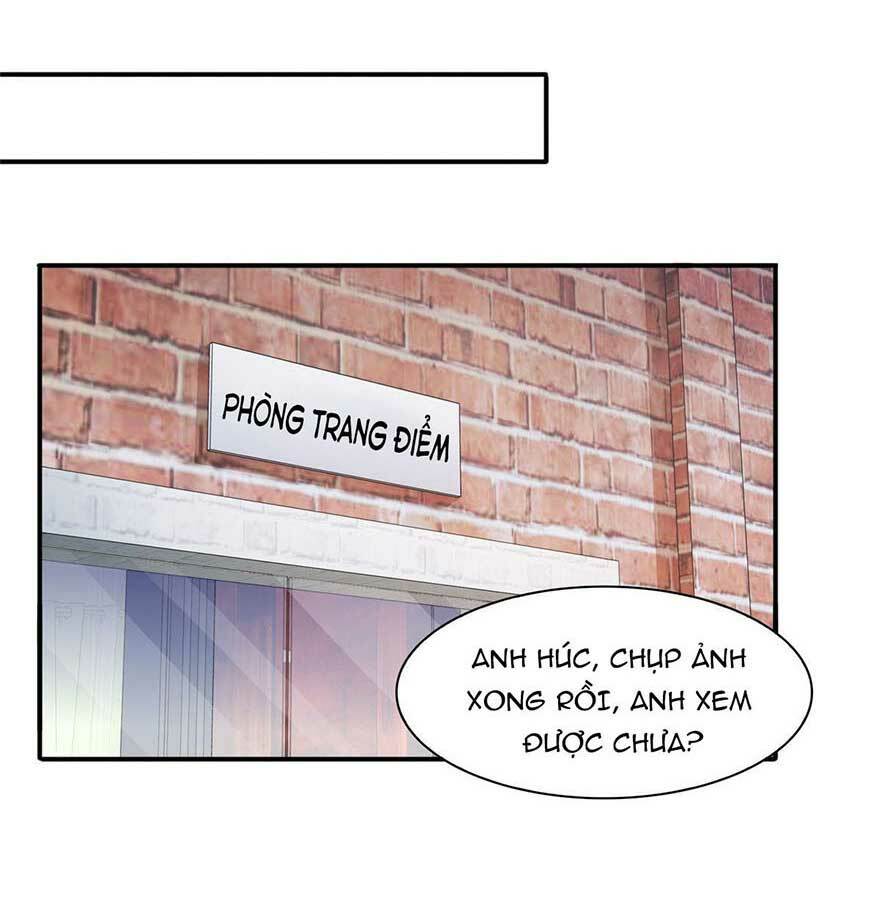 PHÒNG TRANG ĐIỂM
ANH HÚC, CHỤP ẢNH
XONG RỒI, ANH XEM
ĐƯỢC CHƯA?